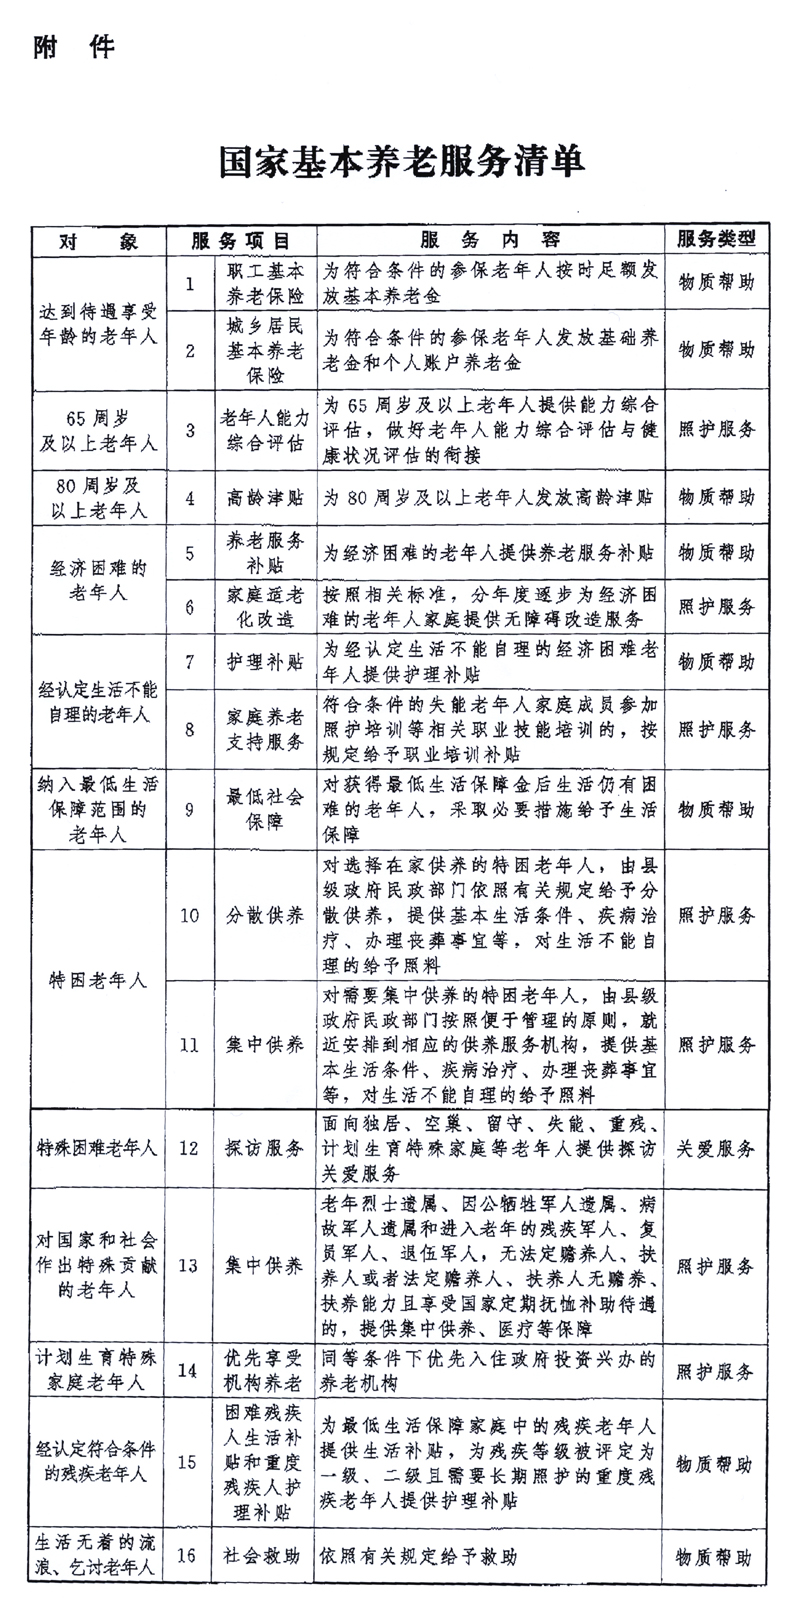 附 件
国家基本养老服务清单
对 象 服务项目 服 务 内 容 服务类型
达到待遇享受
年龄的老年人
1
职工基本
养老保险
为符合条件的参保老年人按时足额发
放基本养老金
物质帮助
2
城乡居民
基本养老
保险
为符合条件的参保老年人发放基础养
老金和个人账户养老金
物质帮助
65 周岁
及以上老年人
3
老年人能力
综合评估
为 65 周岁及以上老年人提供能力综合
评估，做好老年人能力综合评估与健
康状况评估的衔接
照护服务
80 周岁及
以上老年人
4
高龄津贴
为 80 周岁及以上老年人发放高龄津贴
物质帮助
经济困难的
老年人
5
养老服务
补贴
为经济困难的老年人提供养老服务补贴
物质帮助
6
家庭适老
化改造
按照相关标准，分年度逐步为经济困
难的老年人家庭提供无障碍改造服务
照护服务
经认定生活不能
自理的老年人
7
护理补贴
为经认定生活不能自理的经济困难老
年人提供护理补贴
物质帮助
8
家庭养老
支持服务
符合条件的失能老年人家庭成员参加
照护培训等相关职业技能培训的，按
规定给予职业培训补贴
照护服务
纳入最低生活
保障范围的
老年人
9
最低社会
保障
对获得最低生活保障金后生活仍有困
难的老年人，采取必要措施给予生活
保障
物质帮助
特困老年人
10
分散供养
对选择在家供养的特困老年人，由县
级政府民政部门依照有关规定给予分
散供养，提供基本生活条件、疾病治
疗、办理丧葬事宜等，对生活不能自
理的给予照料
照护服务
11
集中供养
对需要集中供养的特困老年人，由县级
政府民政部门按照便于管理的原则，就
近安排到相应的供养服务机构，提供基
本生活条件、疾病治疗、办理丧葬事宜
等，对生活不能自理的给予照料
照护服务
特殊困难老年人
12
探访服务
面向独居、空巢、留守、失能、重残、
计划生育特殊家庭等老年人提供探访
关爱服务
关爱服务
对国家和社会
作出特殊贡献
的老年人
13
集中供养
老年烈士遗属、因公牺牲军人遗属、病
故军人遗属和进入老年的残疾军人、复
员军人、退伍军人，无法定赡养人、扶
养人或者法定赡养人、扶养人无赡养、
扶养能力且享受国家定期抚恤补助待遇
的，提供集中供养、医疗等保障
照护服务
计划生育特殊
家庭老年人
14
优先享受
机构养老
同等条件下优先入住政府投资兴办的
养老机构
照护服务
经认定符合条件
的残疾老年人
15
困难残疾
人生活补
贴和重度
残疾人护
理补贴
为最低生活保障家庭中的残疾老年人
提供生活补贴，为残疾等级被评定为
一级、二级且需要长期照护的重度残
疾老年人提供护理补贴
物质帮助
生活无着的流
浪、乞讨老年人
16
社会救助
依照有关规定给予救助
物质帮助